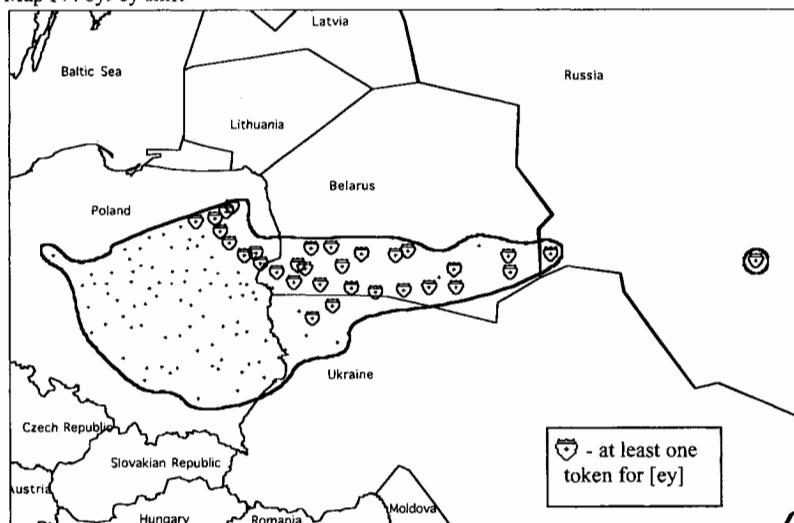 Latvia
Baltic Sea
Russia
Lithuania
Belarus
Poland
Ukraine
Czech Republic
Slovakian Republic
Austria
Hungary
Romania
Moldova
- at least one
token for [ey]